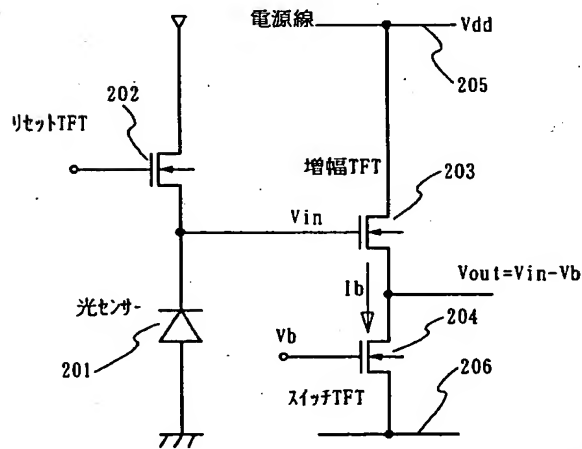 電源線
Vdd
205
202
リセットTFT
増幅TFT
203
Vin
Vout=Vin-Vb
Ib
光センサー
201
Vb
204
206
スイッチTFT